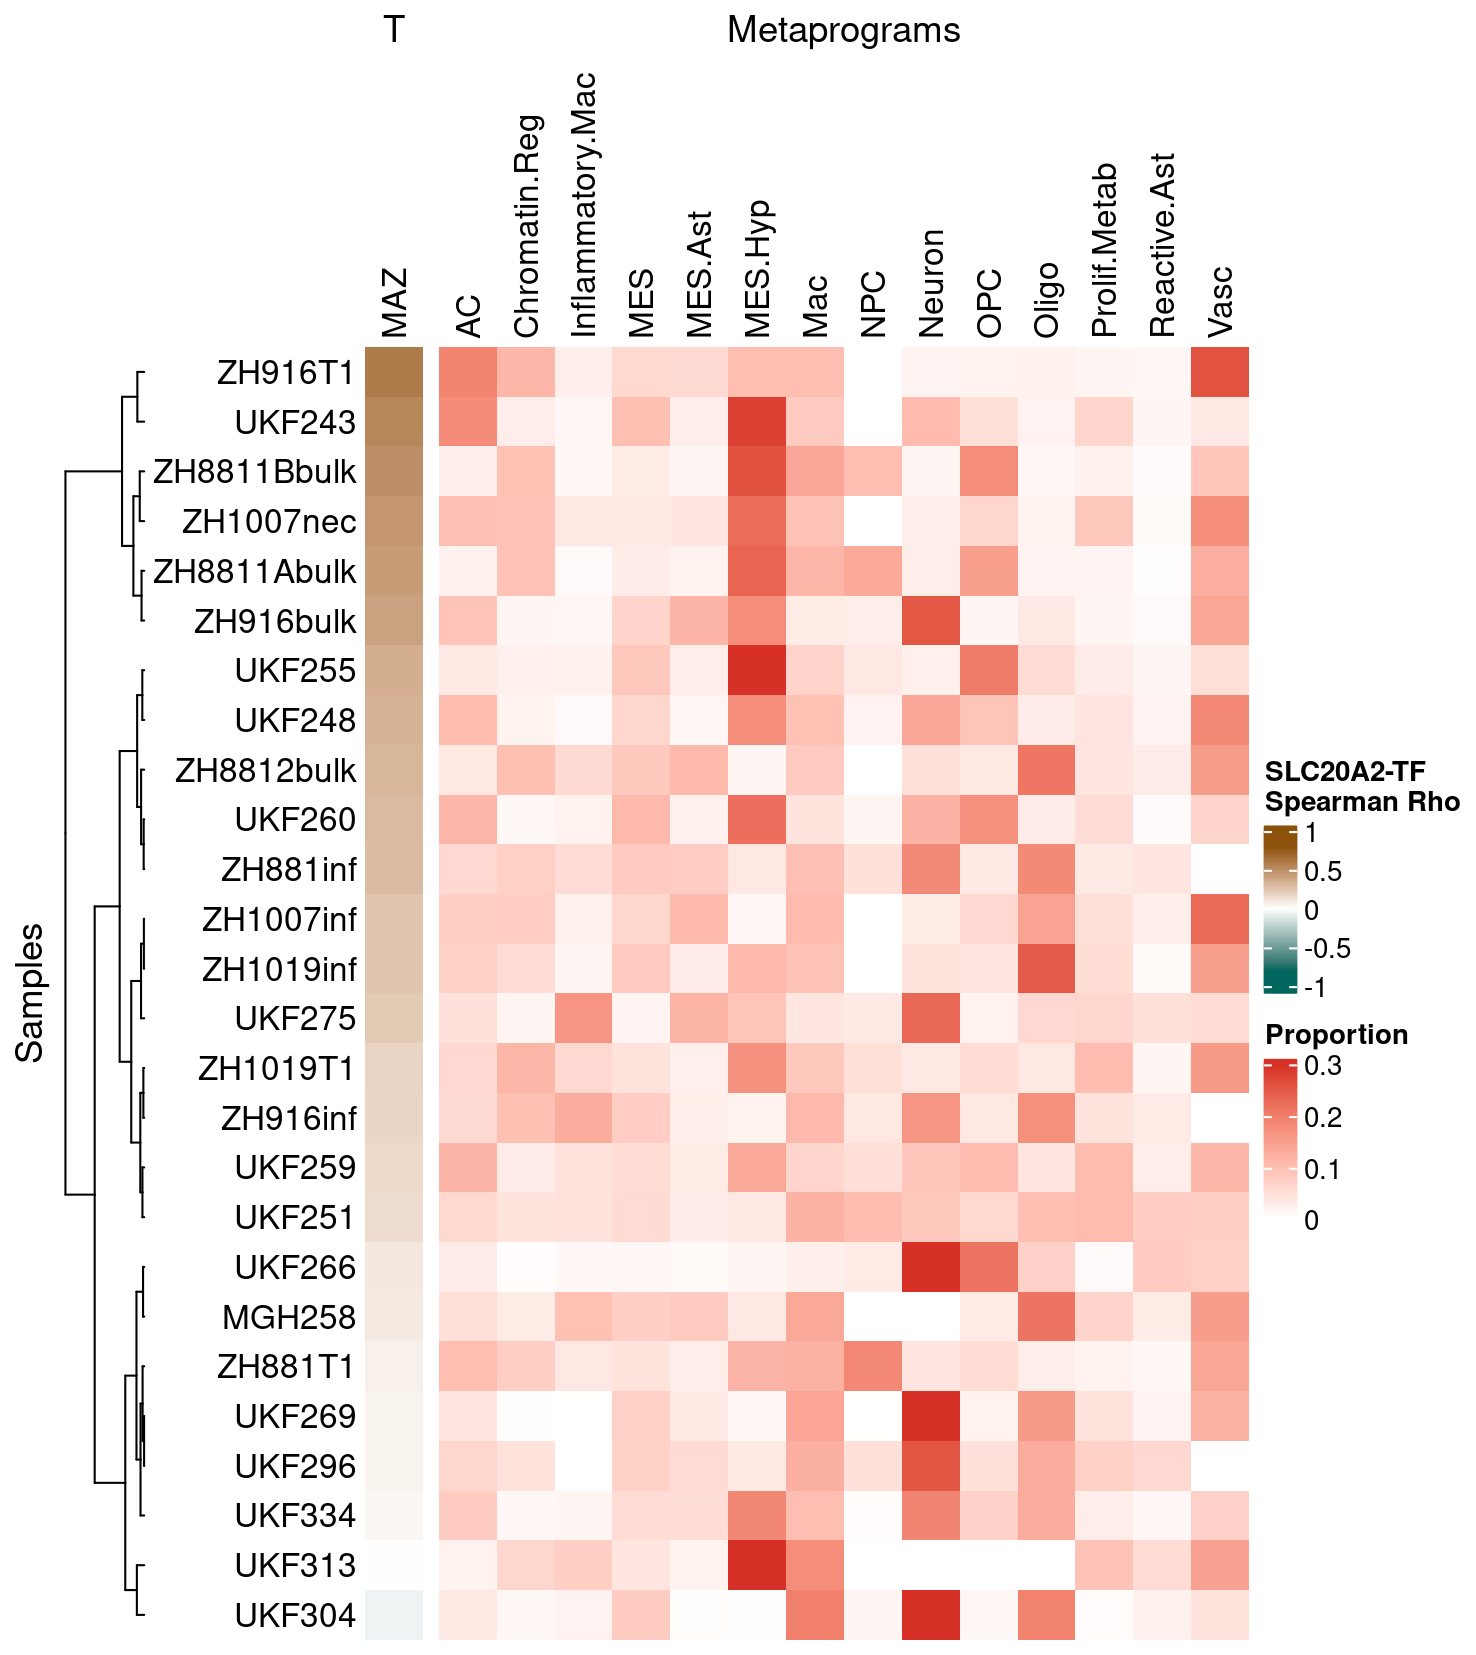 T
Metaprograms
MAZ
AC
Chromatin.Reg
Inflammatory.Mac
MES
MES.Ast
MES.Hyp
Mac
NPC
Neuron
OPC
Oligo
Prolif.Metab
Reactive.Ast
Vasc
Samples
ZH916T1
UKF243
ZH8811Bbulk
ZH1007nec
ZH8811Abulk
ZH916bulk
UKF255
UKF248
ZH8812bulk
UKF260
ZH881inf
ZH1007inf
ZH1019inf
UKF275
ZH1019T1
ZH916inf
UKF259
UKF251
UKF266
MGH258
ZH881T1
UKF269
UKF296
UKF334
UKF313
UKF304
SLC20A2-TF
Spearman Rho
1
0.5
0
-0.5
-1
Proportion
0.3
0.2
0.1
0